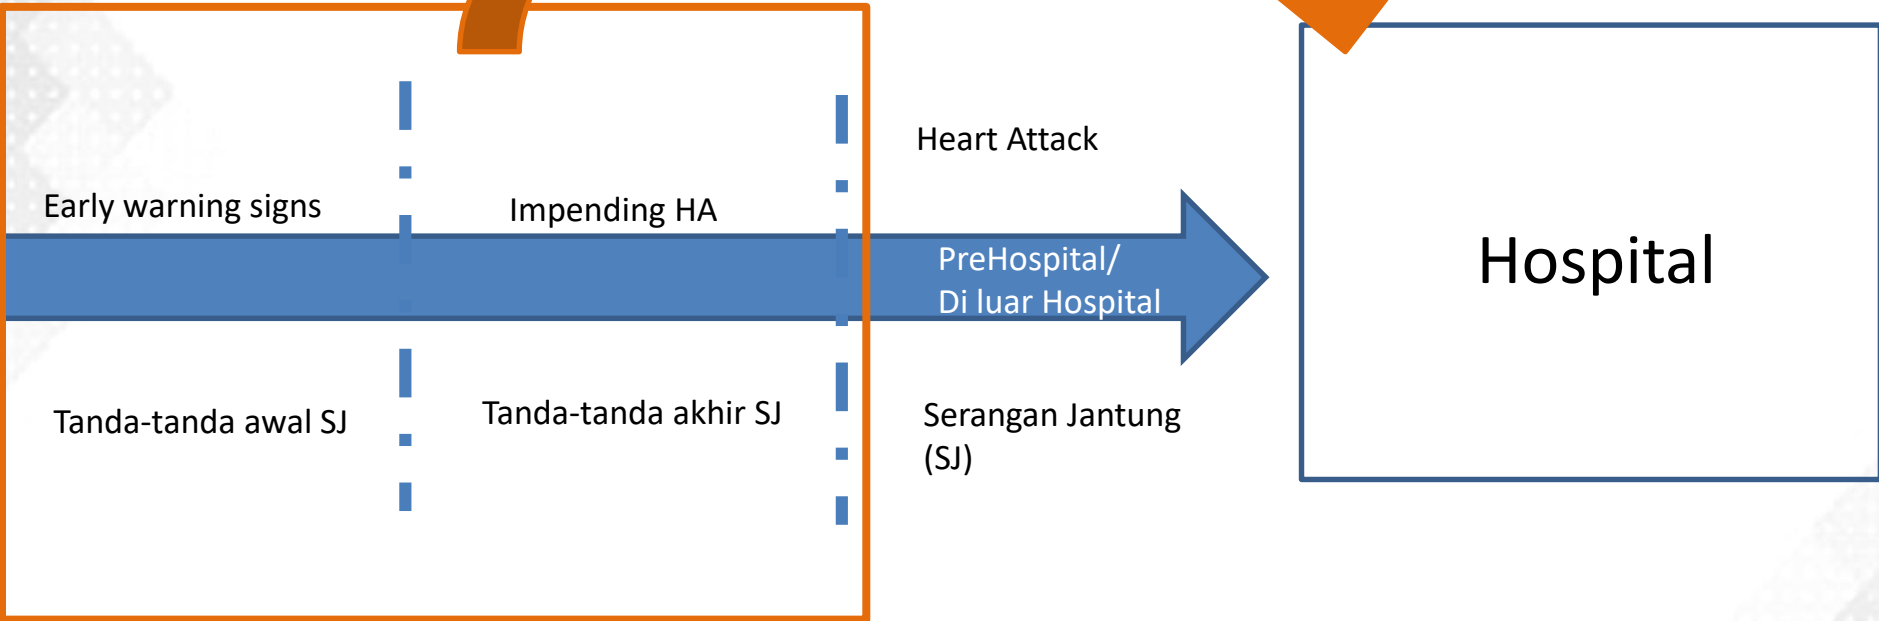 Early warning signs
Impending HA
Heart Attack
PreHospital/
Di luar Hospital
Hospital
Tanda-tanda awal SJ
Tanda-tanda akhir SJ
Serangan Jantung
(SJ)